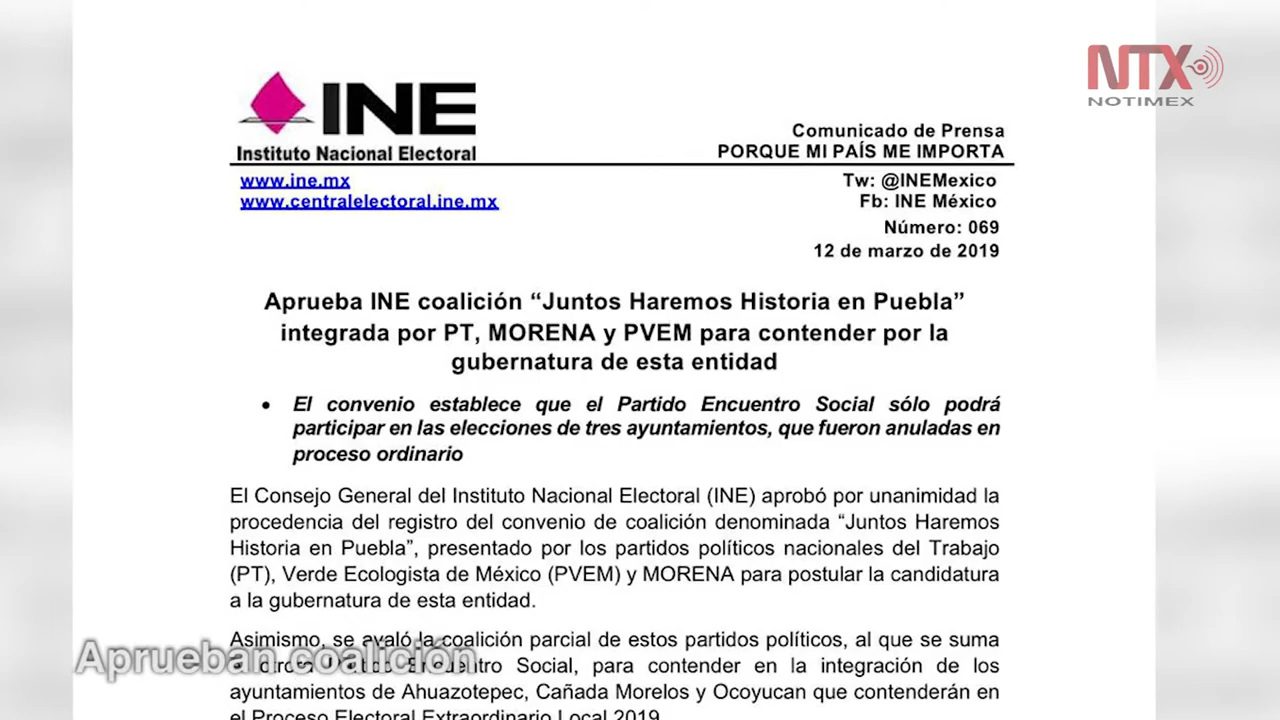 NTX
NOTIMEX
INE
Instituto Nacional Electoral
Comunicado de Prensa
PORQUE MI PAÍS ME IMPORTA
www.ine.mx
www.centralelectoral.ine.mx
Tw: @INEMexico
Fb: INE México
Número: 069
12 de marzo de 2019
Aprueba INE coalición “Juntos Haremos Historia en Puebla”
integrada por PT, MORENA y PVEM para contender por la
gubernatura de esta entidad
• El convenio establece que el Partido Encuentro Social sólo podrá
participar en las elecciones de tres ayuntamientos, que fueron anuladas en
proceso ordinario
El Consejo General del Instituto Nacional Electoral (INE) aprobó por unanimidad la
procedencia del registro del convenio de coalición denominada “Juntos Haremos
Historia en Puebla”, presentado por los partidos políticos nacionales del Trabajo
(PT), Verde Ecologista de México (PVEM) y MORENA para postular la candidatura
a la gubernatura de esta entidad.
Asimismo, se avaló la coalición parcial de estos partidos políticos, al que se suma
Encuentro Social, para contender en la integración de los
ayuntamientos de Ahuazotepec, Cañada Morelos y Ocoyucan que contenderán en
el Proceso Electoral Extraordinario Local 2019
Aprueban coalición